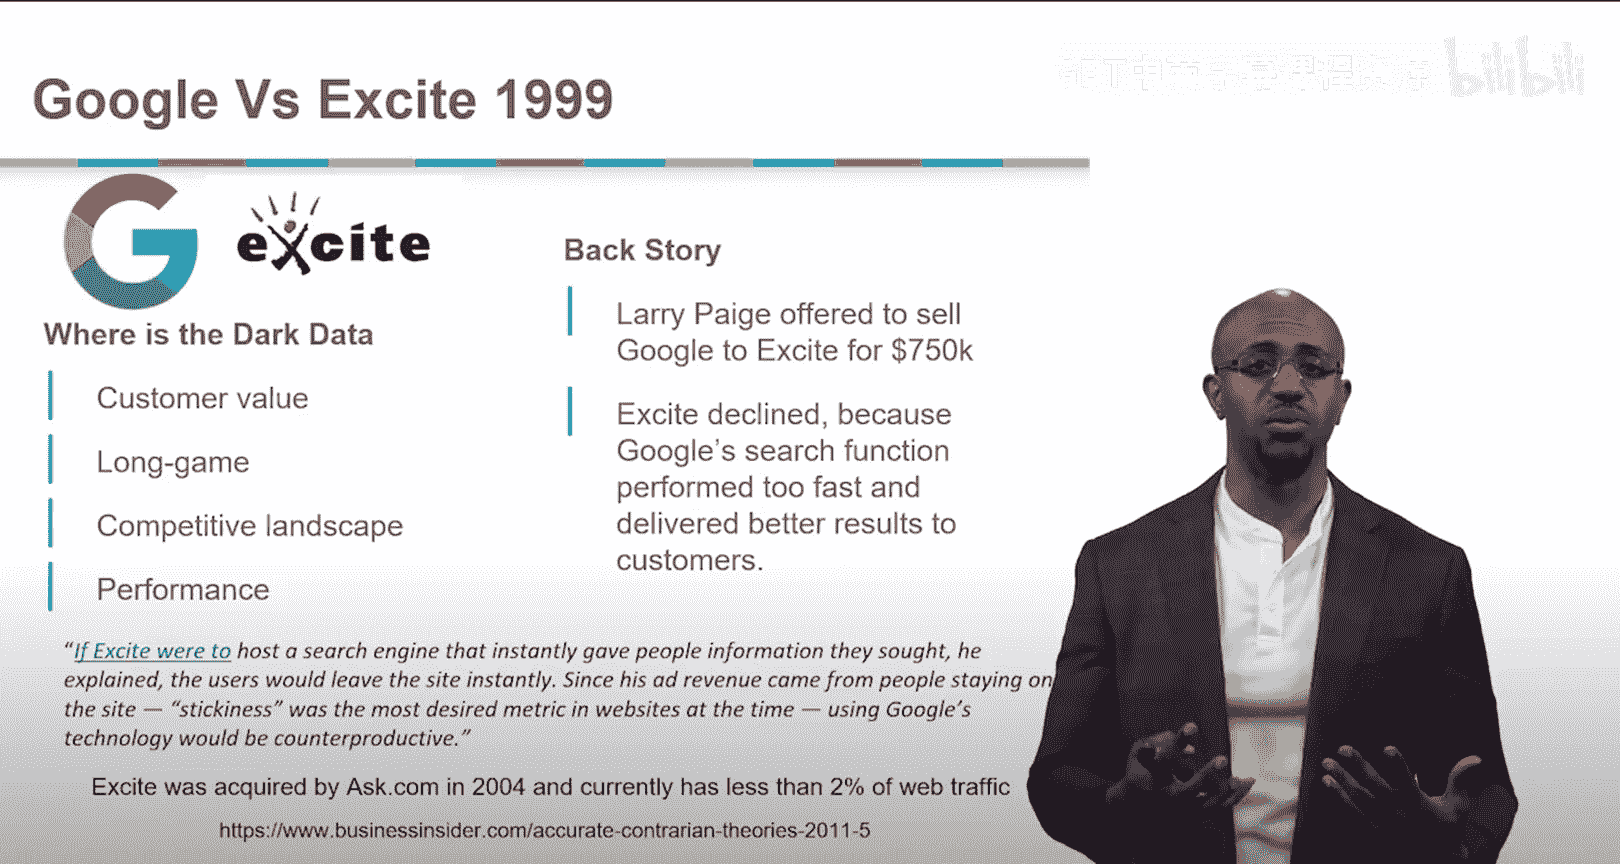 Google Vs Excite 1999
bilibili
excite
Where is the Dark Data
Customer value
Long-game
Competitive landscape
Performance
Back Story
Larry Paige offered to sell
Google to Excite for $750k
Excite declined, because
Google’s search function
performed too fast and
delivered better results to
customers.
“If Excite were to host a search engine that instantly gave people information they sought, he
explained, the users would leave the site instantly. Since his ad revenue came from people staying on
the site — “stickiness” was the most desired metric in websites at the time — using Google’s
technology would be counterproductive.”
Excite was acquired by Ask.com in 2004 and currently has less than 2% of web traffic
https://www.businessinsider.com/accurate-contrarian-theories-2011-5